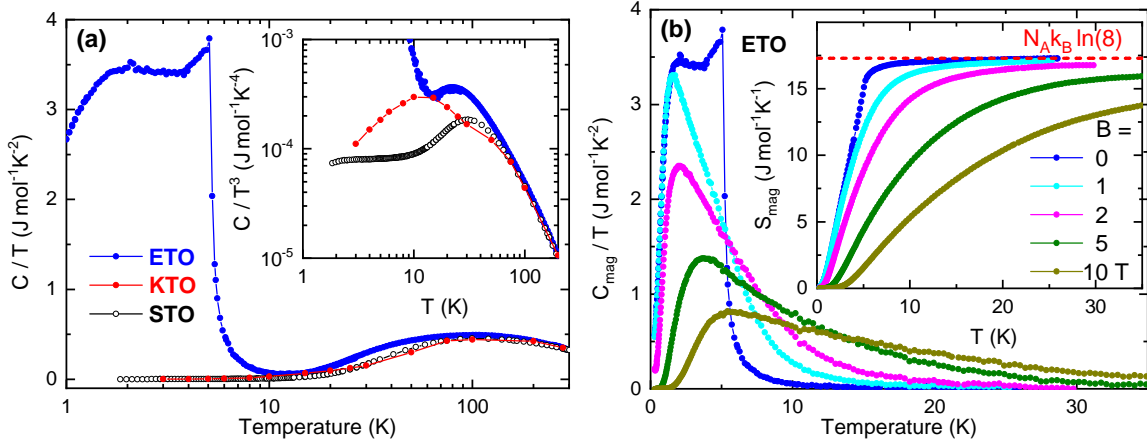 (a)
C / T (J mol⁻¹K⁻²)
4
3
2
1
0
1
10
100
Temperature (K)
ETO
KTO
STO
C / T³ (J mol⁻¹K⁻⁴)
10⁻³
10⁻⁴
10⁻⁵
1
10
100
T (K)
(b)
ETO
C_mag / T (J mol⁻¹K⁻²)
4
3
2
1
0
0
10
20
30
Temperature (K)
N_A k_B ln(8)
S_mag (J mol⁻¹K⁻¹)
15
10
5
0
0
10
20
30
T (K)
B =
0
1
2
5
10 T